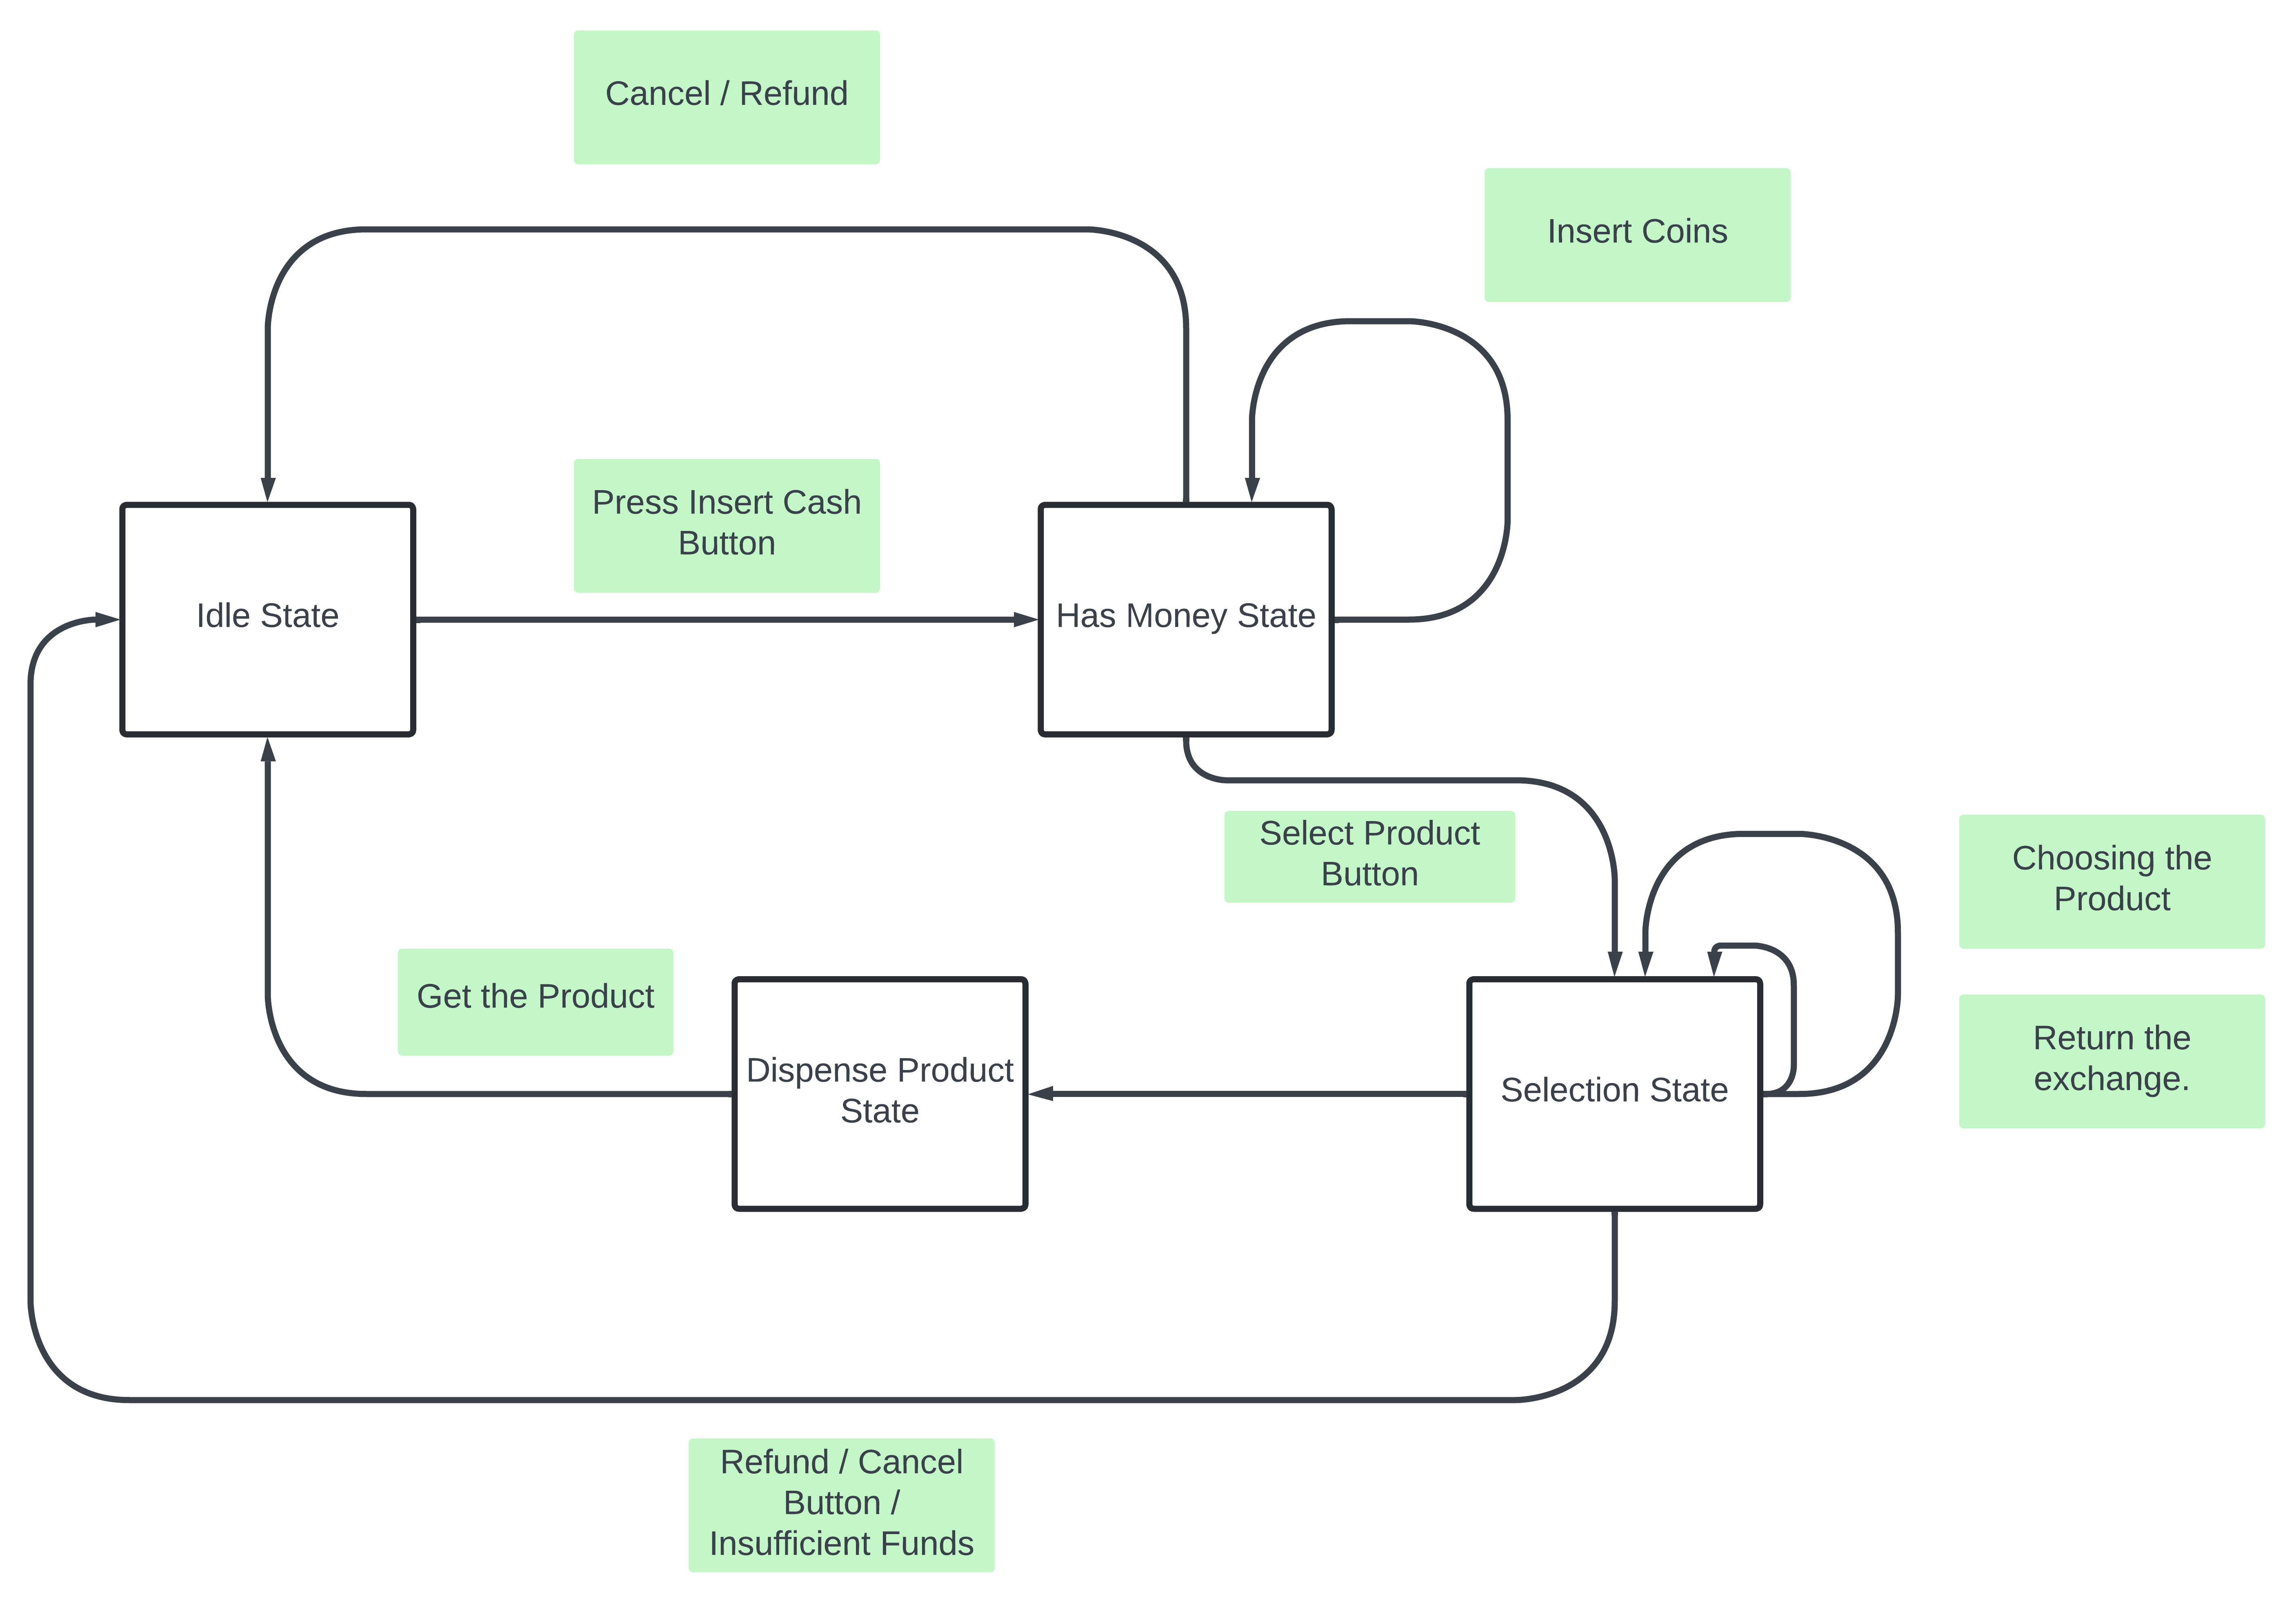 Cancel / Refund
Insert Coins
Press Insert Cash
Button
Idle State
Has Money State
Select Product
Button
Choosing the
Product
Get the Product
Return the
exchange.
Dispense Product
State
Selection State
Refund / Cancel
Button /
Insufficient Funds